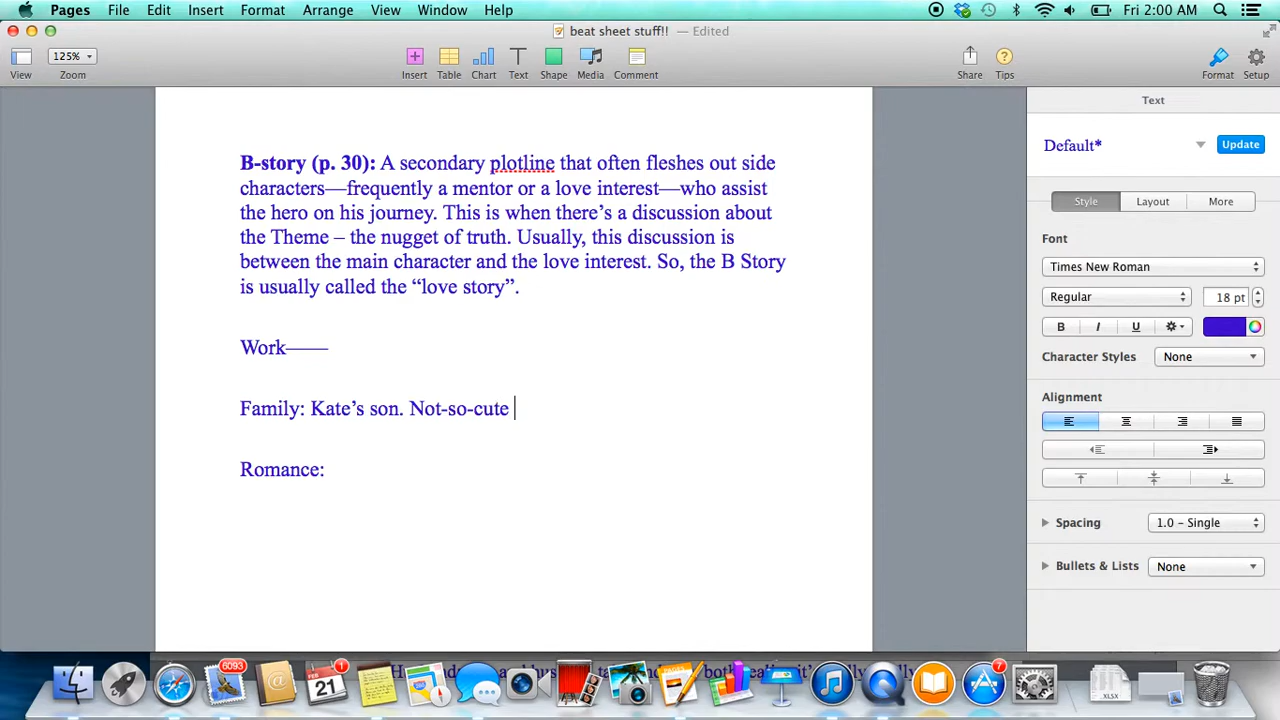 Pages File Edit Insert Format Arrange View Window Help Fri 2:00 AM
beat sheet stuff!! — Edited
125%
View Zoom Insert Table Chart Text Shape Media Comment Share Tips Format Setup
B-story (p. 30): A secondary plotline that often fleshes out side
characters—frequently a mentor or a love interest—who assist
the hero on his journey. This is when there’s a discussion about
the Theme – the nugget of truth. Usually, this discussion is
between the main character and the love interest. So, the B Story
is usually called the “love story”.
Work——
Family: Kate’s son. Not-so-cute
Romance:
Text
Default*
Update
Style Layout More
Font
Times New Roman
Regular 18 pt
B I U
Character Styles None
Alignment
Spacing 1.0 – Single
Bullets & Lists None
6093
FEB
21
1
7
XLSX